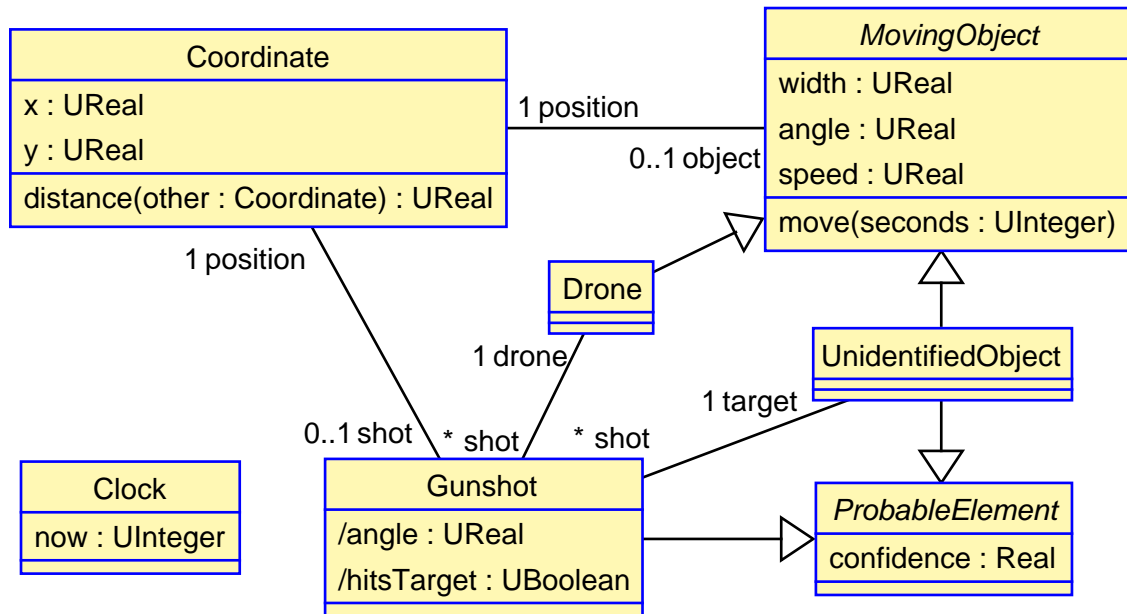 Coordinate
x : UReal
y : UReal
distance(other : Coordinate) : UReal
MovingObject
width : UReal
angle : UReal
speed : UReal
move(seconds : UInteger)
1 position
0..1 object
1 position
Drone
1 drone
UnidentifiedObject
1 target
0..1 shot
* shot
* shot
Clock
now : UInteger
Gunshot
/angle : UReal
/hitsTarget : UBoolean
ProbableElement
confidence : Real